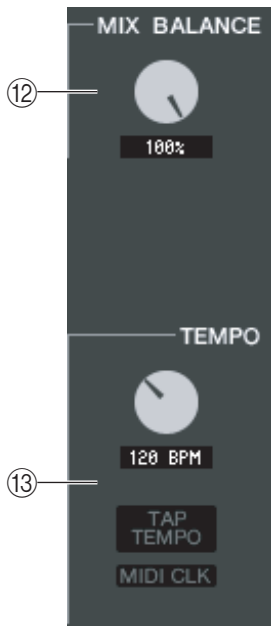 MIX BALANCE
⑫
100%
TEMPO
120 BPM
⑬
TAP
TEMPO
MIDI CLK